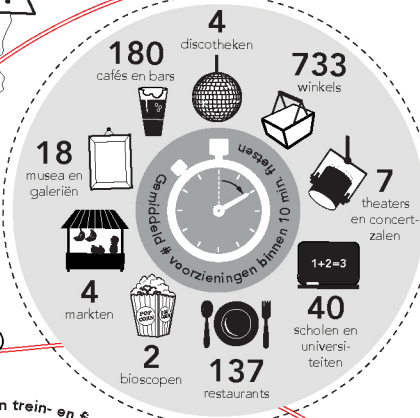 4
discotheken
180
cafés en bars
733
winkels
18
musea en
galeriën
7
theaters
en concert-
zalen
Gemiddeld # voorzieningen binnen 10 min. fietsen
1+2=3
4
markten
POP
CORN
2
bioscopen
137
restaurants
40
scholen en
universi-
teiten
n trein- en